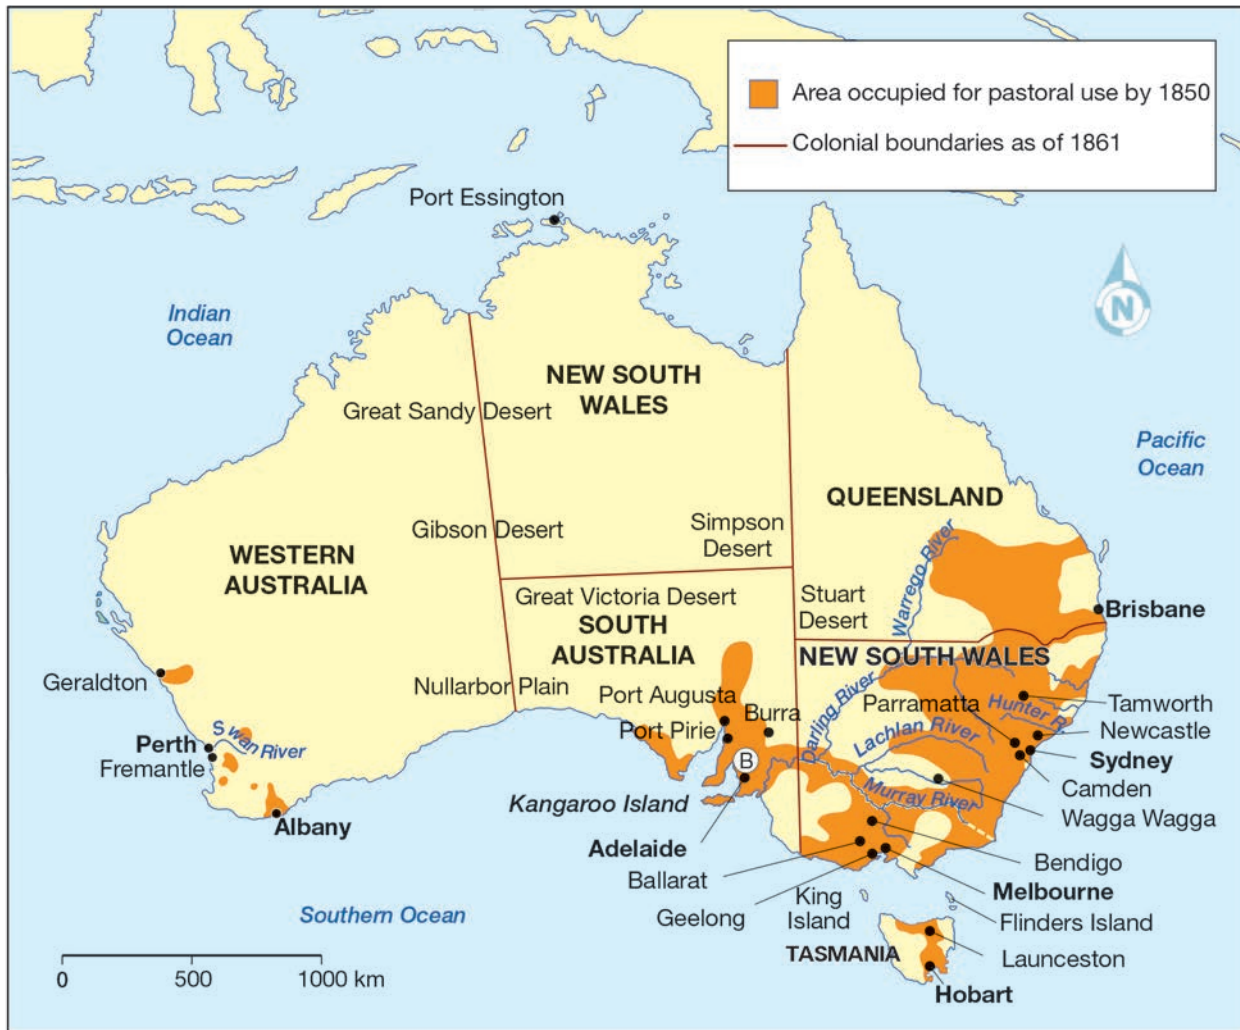 Area occupied for pastoral use by 1850
Colonial boundaries as of 1861
Port Essington
N
Indian
Ocean
NEW SOUTH
WALES
Great Sandy Desert
Pacific
Ocean
QUEENSLAND
Gibson Desert
Simpson
Desert
Warrego River
WESTERN
AUSTRALIA
Great Victoria Desert
Stuart
Desert
Brisbane
SOUTH
AUSTRALIA
NEW SOUTH WALES
Geraldton
Nullarbor Plain
Port Augusta
Burra
Port Pirie
Darling River
Parramatta
Hunter R.
Tamworth
Newcastle
Lachlan River
Sydney
Swan River
Perth
Fremantle
B
Camden
Murray River
Wagga Wagga
Kangaroo Island
Albany
Adelaide
Bendigo
Ballarat
Melbourne
Geelong
King
Island
Flinders Island
Southern Ocean
TASMANIA
Launceston
Hobart
0 500 1000 km